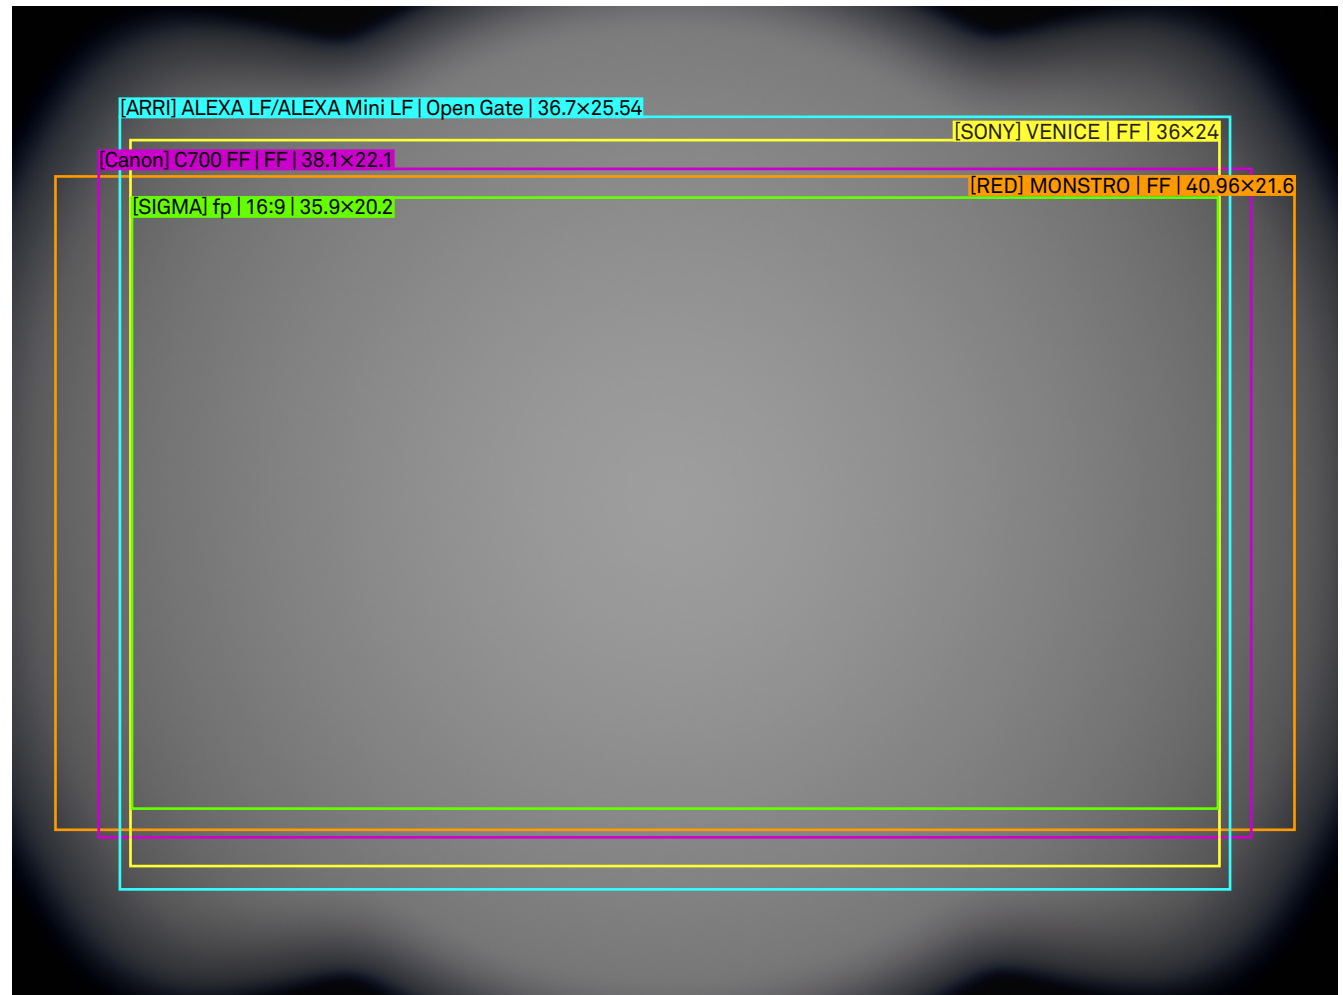 [ARRI] ALEXA LF/ALEXA Mini LF | Open Gate | 36.7×25.54
[SONY] VENICE | FF | 36×24
[Canon] C700 FF | FF | 38.1×22.1
[RED] MONSTRO | FF | 40.96×21.6
[SIGMA] fp | 16:9 | 35.9×20.2